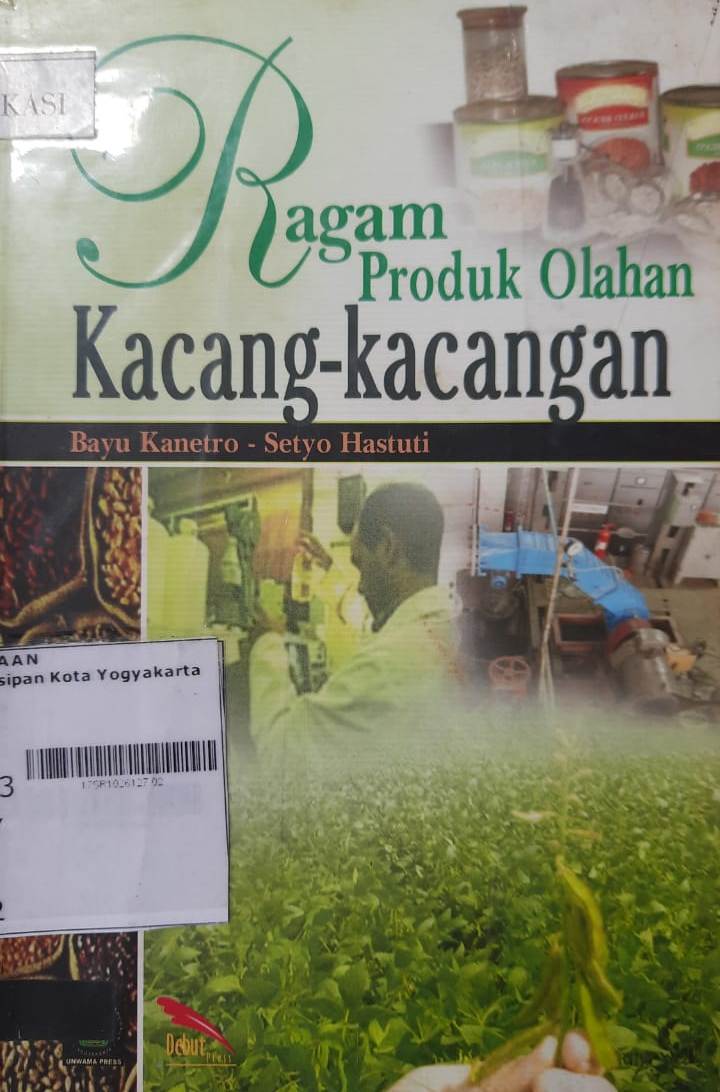 KASI
Ragam
Produk Olahan
Kacang-kacangan
Bayu Kanetro - Setyo Hastuti
AAN
sipan Kota Yogyakarta
3
2
Debut
PRESS
UNWAMA PRESS